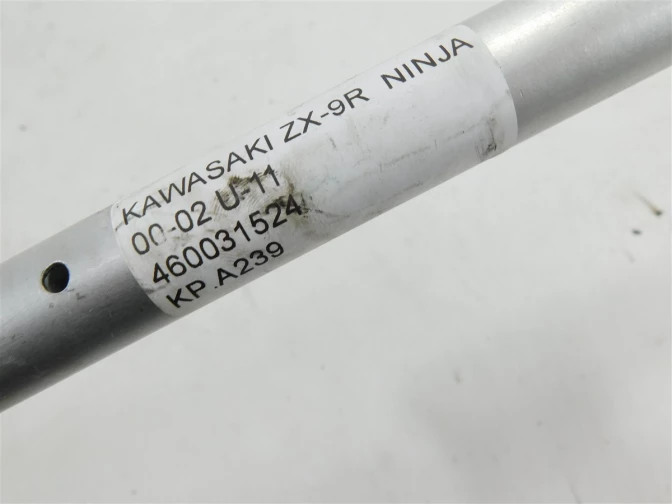 KAWASAKI ZX-9R NINJA
00-02 U-11
460031524
KP.A239